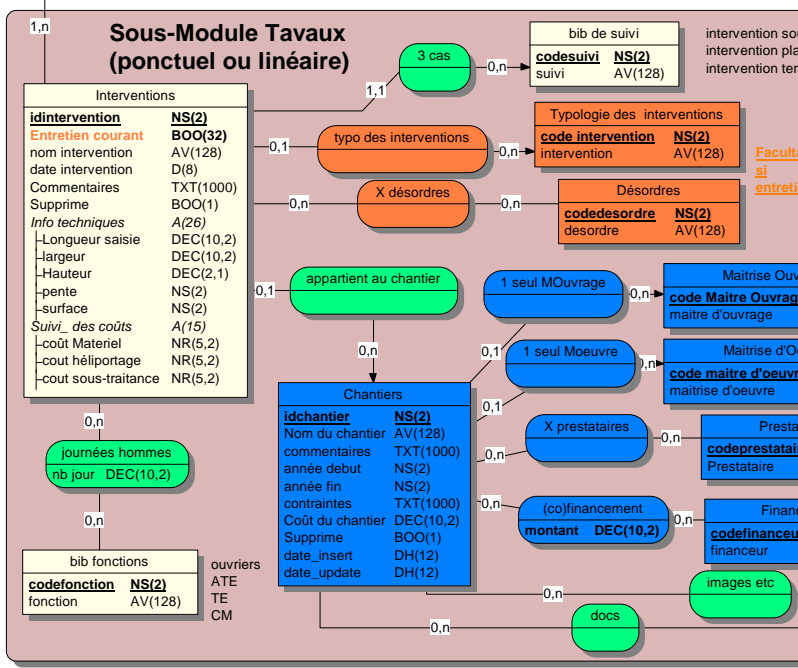 1,n
Sous-Module Tavaux
(ponctuel ou linéaire)
3 cas
0,n
1,1
bib de suivi
codesuivi NS(2)
suivi AV(128)
intervention sou
intervention pla
intervention ter
Interventions
idintervention NS(2)
Entretien courant BOO(32)
nom intervention AV(128)
date intervention D(8)
Commentaires TXT(1000)
Supprime BOO(1)
Info techniques A(26)
Longueur saisie DEC(10,2)
largeur DEC(10,2)
Hauteur DEC(2,1)
pente NS(2)
surface NS(2)
Suivi_ des coûts A(15)
coût Materiel NR(5,2)
cout héliportage NR(5,2)
cout sous-traitance NR(5,2)
0,1
typo des interventions
0,n
Typologie des interventions
code intervention NS(2)
intervention AV(128)
Faculta
si
entretie
0,n
X désordres
0,n
Désordres
codedesordre NS(2)
desordre AV(128)
0,1
appartient au chantier
0,n
1 seul MOuvrage
0,n
0,1
Maitrise Ouv
code Maitre Ouvrag
maitre d'ouvrage
1 seul Moeuvre
0,n
0,1
Maitrise d'O
code maitre d'oeuvr
maitrise d'oeuvre
Chantiers
idchantier NS(2)
Nom du chantier AV(128)
commentaires TXT(1000)
année debut NS(2)
année fin NS(2)
contraintes TXT(1000)
Coût du chantier DEC(10,2)
Supprime BOO(1)
date_insert DH(12)
date_update DH(12)
X prestataires
0,n
0,n
Presta
codeprestatai
Prestataire
0,n
(co)financement
montant DEC(10,2)
0,n
Financ
codefinanceu
financeur
0,n
journées hommes
nb jour DEC(10,2)
0,n
bib fonctions
codefonction NS(2)
fonction AV(128)
ouvriers
ATE
TE
CM
0,n
images etc
0,n
docs